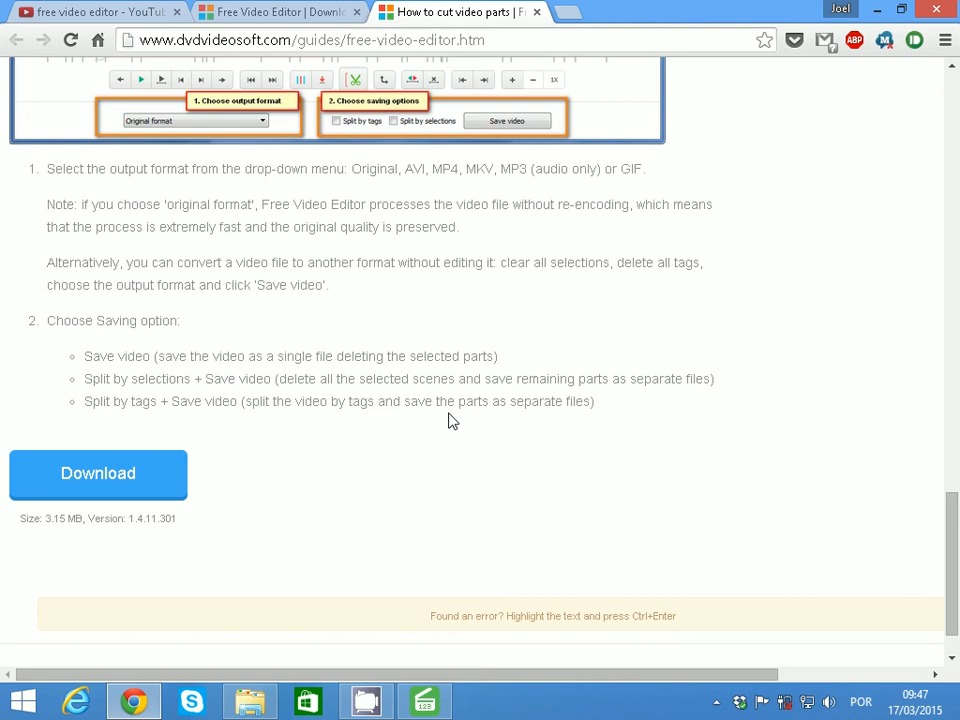 free video editor - YouTub
Free Video Editor | Downl
How to cut video parts | F
Joel
www.dvdvideosoft.com/guides/free-video-editor.htm
ABP
1X
1. Choose output format
2. Choose saving options
Original format
Split by tags
Split by selections
Save video
1. Select the output format from the drop-down menu: Original, AVI, MP4, MKV, MP3 (audio only) or GIF.
Note: if you choose 'original format', Free Video Editor processes the video file without re-encoding, which means
that the process is extremely fast and the original quality is preserved.
Alternatively, you can convert a video file to another format without editing it: clear all selections, delete all tags,
choose the output format and click 'Save video'.
2. Choose Saving option:
Save video (save the video as a single file deleting the selected parts)
Split by selections + Save video (delete all the selected scenes and save remaining parts as separate files)
Split by tags + Save video (split the video by tags and save the parts as separate files)
Download
Size: 3.15 MB, Version: 1.4.11.301
Found an error? Highlight the text and press Ctrl+Enter
123
POR
09:47
17/03/2015